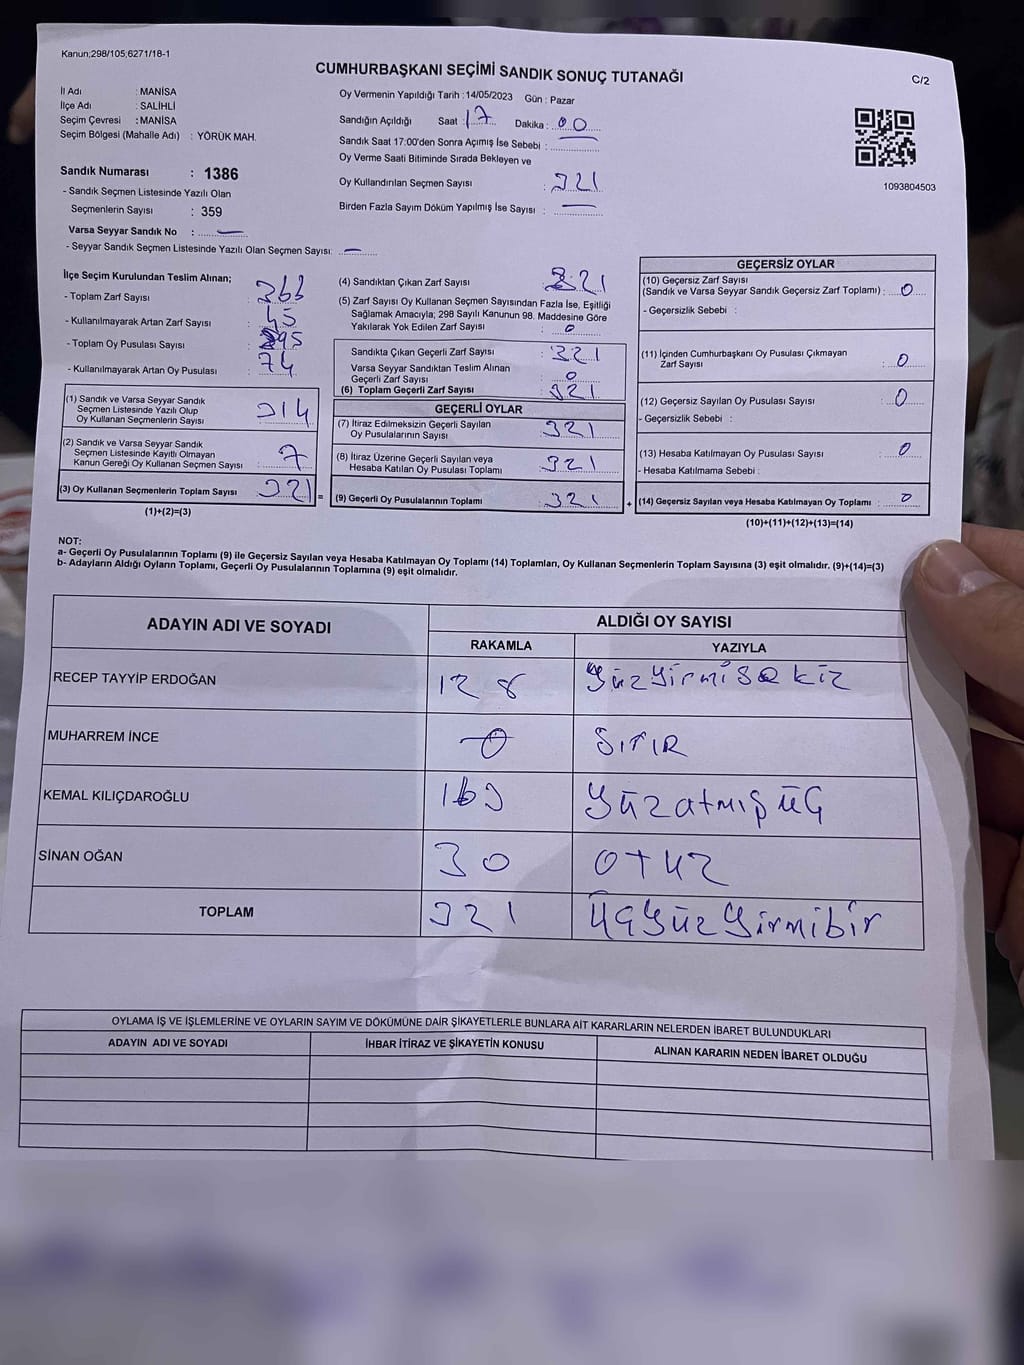 Kanun;298/105;6271/18-1
CUMHURBAŞKANI SEÇİMİ SANDIK SONUÇ TUTANAĞI
C/2
İl Adı : MANİSA
İlçe Adı : SALİHLİ
Seçim Çevresi : MANİSA
Seçim Bölgesi (Mahalle Adı) : YÖRÜK MAH.
Sandık Numarası : 1386
- Sandık Seçmen Listesinde Yazılı Olan
Seçmenlerin Sayısı : 359
Varsa Seyyar Sandık No : —
- Seyyar Sandık Seçmen Listesinde Yazılı Olan Seçmen Sayısı: —
Oy Vermenin Yapıldığı Tarih : 14/05/2023 Gün : Pazar
Sandığın Açıldığı Saat : 17 Dakika : 00
Sandık Saat 17:00'den Sonra Açımış İse Sebebi : —
Oy Verme Saati Bitiminde Sırada Bekleyen ve
Oy Kullandırılan Seçmen Sayısı : 321
Birden Fazla Sayım Döküm Yapılmış İse Sayısı : —
1093804503
İlçe Seçim Kurulundan Teslim Alınan;
- Toplam Zarf Sayısı : 366
- Kullanılmayarak Artan Zarf Sayısı : 45
- Toplam Oy Pusulası Sayısı : 395
- Kullanılmayarak Artan Oy Pusulası : 74
(1) Sandık ve Varsa Seyyar Sandık
Seçmen Listesinde Yazılı Olup
Oy Kullanan Seçmenlerin Sayısı : 314
(2) Sandık ve Varsa Seyyar Sandık
Seçmen Listesinde Kayıtlı Olmayan
Kanun Gereği Oy Kullanan Seçmen Sayısı : 7
(3) Oy Kullanan Seçmenlerin Toplam Sayısı : 321 =
(1)+(2)=(3)
(4) Sandıktan Çıkan Zarf Sayısı : 321
(5) Zarf Sayısı Oy Kullanan Seçmen Sayısından Fazla İse, Eşitliği
Sağlamak Amacıyla; 298 Sayılı Kanunun 98. Maddesine Göre
Yakılarak Yok Edilen Zarf Sayısı : 0
Sandıkta Çıkan Geçerli Zarf Sayısı : 321
Varsa Seyyar Sandıktan Teslim Alınan
Geçerli Zarf Sayısı : 0
(6) Toplam Geçerli Zarf Sayısı : 321
GEÇERLİ OYLAR
(7) İtiraz Edilmeksizin Geçerli Sayılan
Oy Pusulalarının Sayısı : 321
(8) İtiraz Üzerine Geçerli Sayılan veya
Hesaba Katılan Oy Pusulası Toplamı : 321
(9) Geçerli Oy Pusulalarının Toplamı : 321 +
GEÇERSİZ OYLAR
(10) Geçersiz Zarf Sayısı
(Sandık ve Varsa Seyyar Sandık Geçersiz Zarf Toplamı) : 0
- Geçersizlik Sebebi :
(11) İçinden Cumhurbaşkanı Oy Pusulası Çıkmayan
Zarf Sayısı : 0
(12) Geçersiz Sayılan Oy Pusulası Sayısı : 0
- Geçersizlik Sebebi :
(13) Hesaba Katılmayan Oy Pusulası Sayısı : 0
- Hesaba Katılmama Sebebi :
(14) Geçersiz Sayılan veya Hesaba Katılmayan Oy Toplamı : 0
(10)+(11)+(12)+(13)=(14)
NOT:
a- Geçerli Oy Pusulalarının Toplamı (9) ile Geçersiz Sayılan veya Hesaba Katılmayan Oy Toplamı (14) Toplamları, Oy Kullanan Seçmenlerin Toplam Sayısına (3) eşit olmalıdır. (9)+(14)=(3)
b- Adayların Aldığı Oyların Toplamı, Geçerli Oy Pusulalarının Toplamına (9) eşit olmalıdır.
ADAYIN ADI VE SOYADI
ALDIĞI OY SAYISI
RAKAMLA YAZIYLA
RECEP TAYYİP ERDOĞAN 128 Yüzyirmisekiz
MUHARREM İNCE 0 Sıfır
KEMAL KILIÇDAROĞLU 163 Yüzatmış üç
SİNAN OĞAN 30 otuz
TOPLAM 321 Üçyüzyirmibir
OYLAMA İŞ VE İŞLEMLERİNE VE OYLARIN SAYIM VE DÖKÜMÜNE DAİR ŞİKAYETLERLE BUNLARA AİT KARARLARIN NELERDEN İBARET BULUNDUKLARI
ADAYIN ADI VE SOYADI İHBAR İTİRAZ VE ŞİKAYETİN KONUSU ALINAN KARARIN NEDEN İBARET OLDUĞU